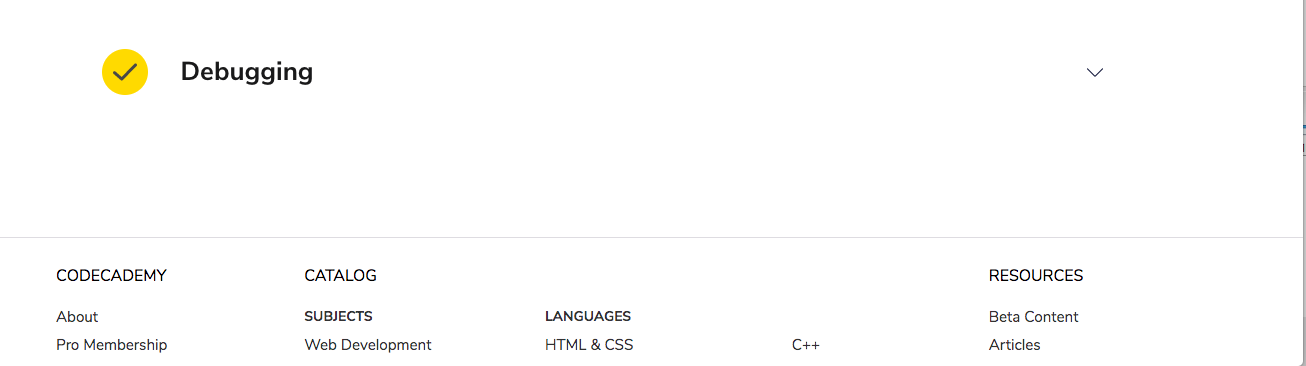 Debugging
CODECADEMY
CATALOG
RESOURCES
About
SUBJECTS
LANGUAGES
Beta Content
Pro Membership
Web Development
HTML & CSS
C++
Articles